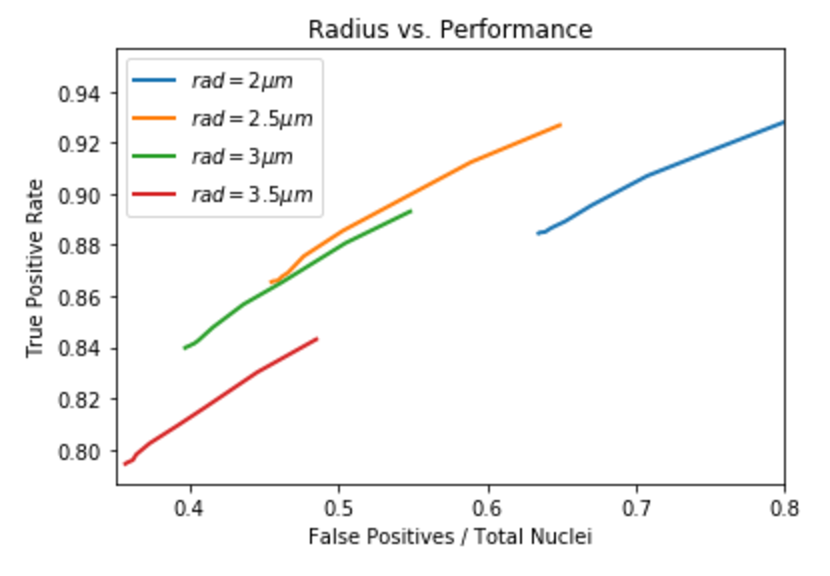 Radius vs. Performance
rad = 2μm
rad = 2.5μm
rad = 3μm
rad = 3.5μm
True Positive Rate
0.94
0.92
0.90
0.88
0.86
0.84
0.82
0.80
0.4 0.5 0.6 0.7 0.8
False Positives / Total Nuclei